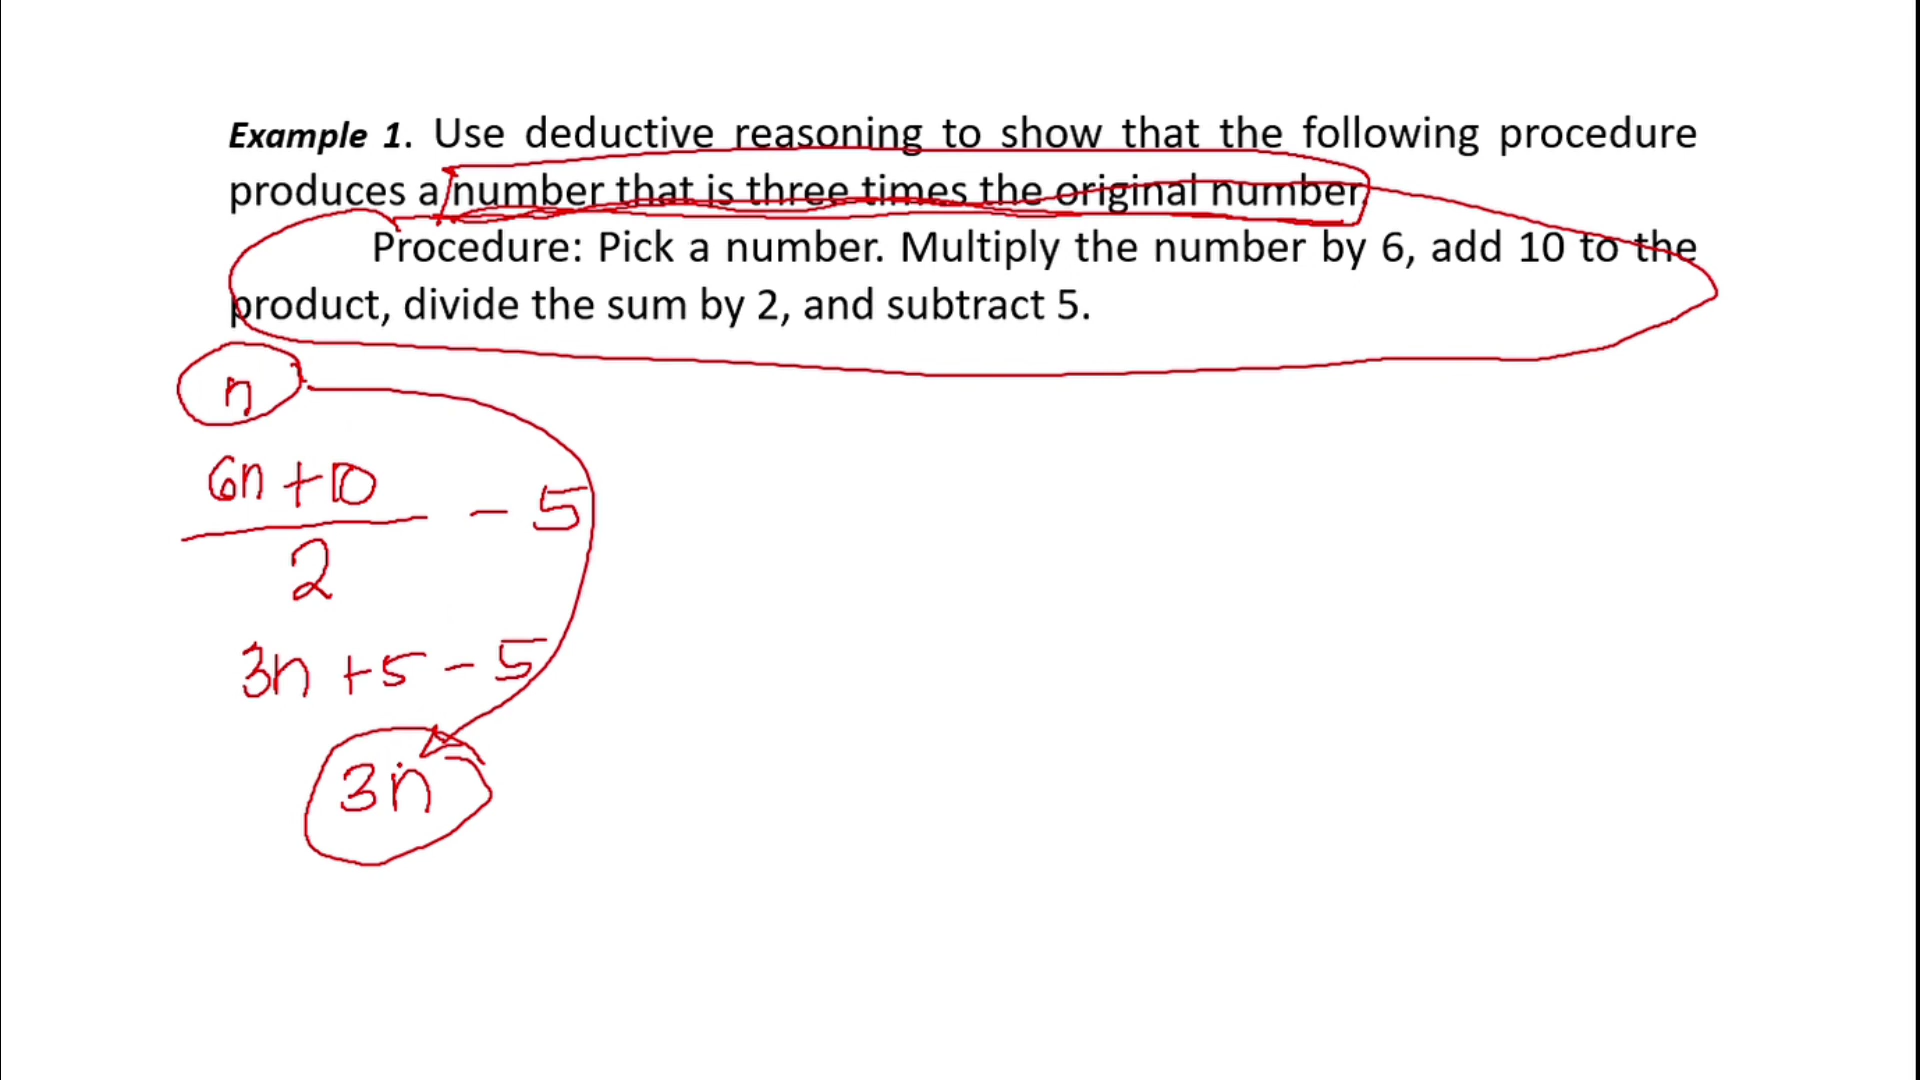 Example 1. Use deductive reasoning to show that the following procedure
produces a number that is three times the original number.
Procedure: Pick a number. Multiply the number by 6, add 10 to the
product, divide the sum by 2, and subtract 5.
n
6n + 10
- 5
2
3n + 5 - 5
3n